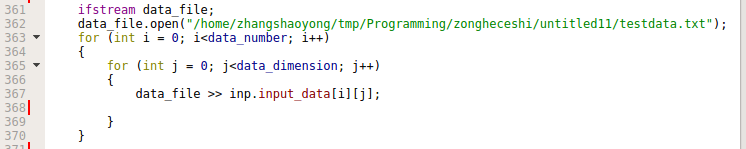 361 ifstream data_file;
362 data_file.open("/home/zhangshaoyong/tmp/Programming/zongheceshi/untitled11/testdata.txt");
363 for (int i = 0; i<data_number; i++)
364 {
365 for (int j = 0; j<data_dimension; j++)
366 {
367 data_file >> inp.input_data[i][j];
368
369 }
370 }
371